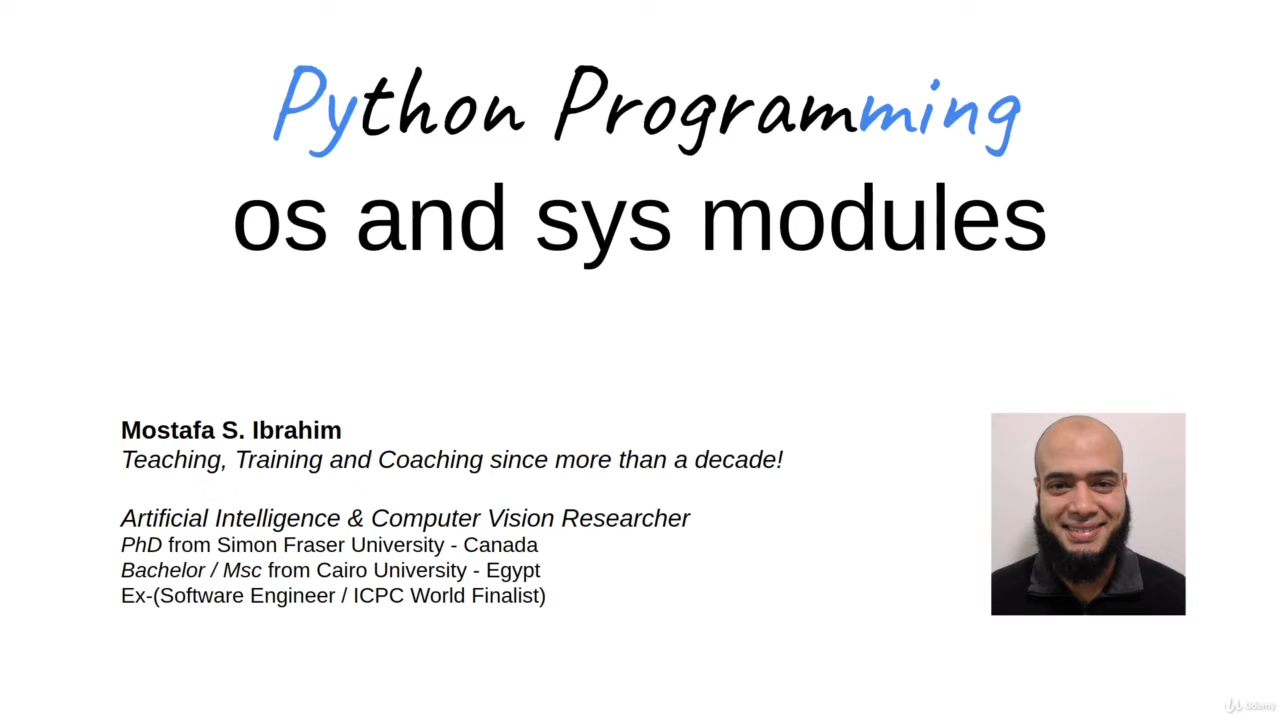 Python Programming
os and sys modules
Mostafa S. Ibrahim
Teaching, Training and Coaching since more than a decade!
Artificial Intelligence & Computer Vision Researcher
PhD from Simon Fraser University - Canada
Bachelor / Msc from Cairo University - Egypt
Ex-(Software Engineer / ICPC World Finalist)
Udemy